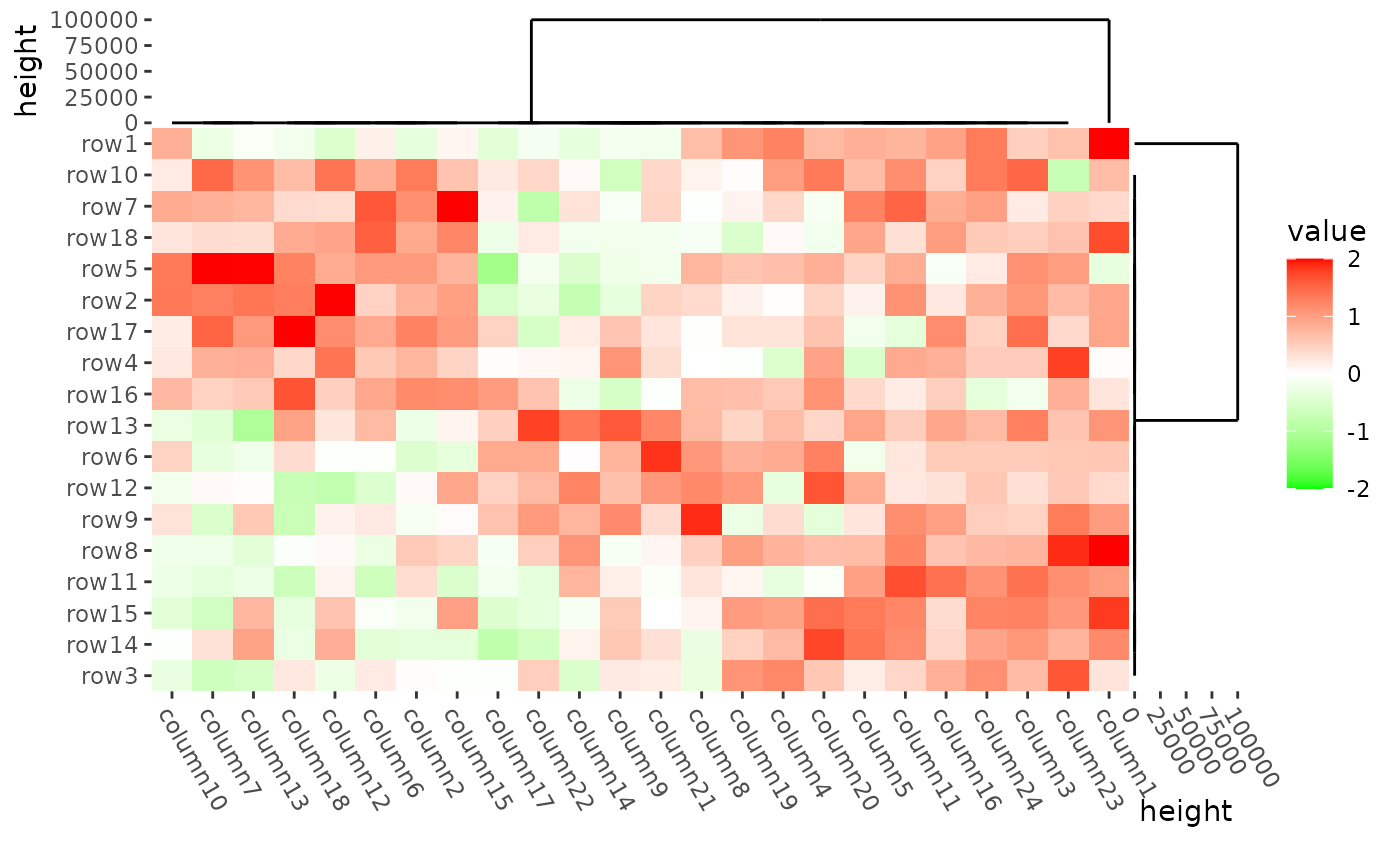 height
100000
75000
50000
25000
0
row1
row10
row7
row18
row5
row2
row17
row4
row16
row13
row6
row12
row9
row8
row11
row15
row14
row3
column10
column7
column13
column18
column12
column6
column2
column15
column17
column22
column14
column9
column21
column8
column19
column4
column20
column5
column11
column16
column24
column3
column23
column1
0
25000
50000
75000
100000
height
value
2
1
0
-1
-2